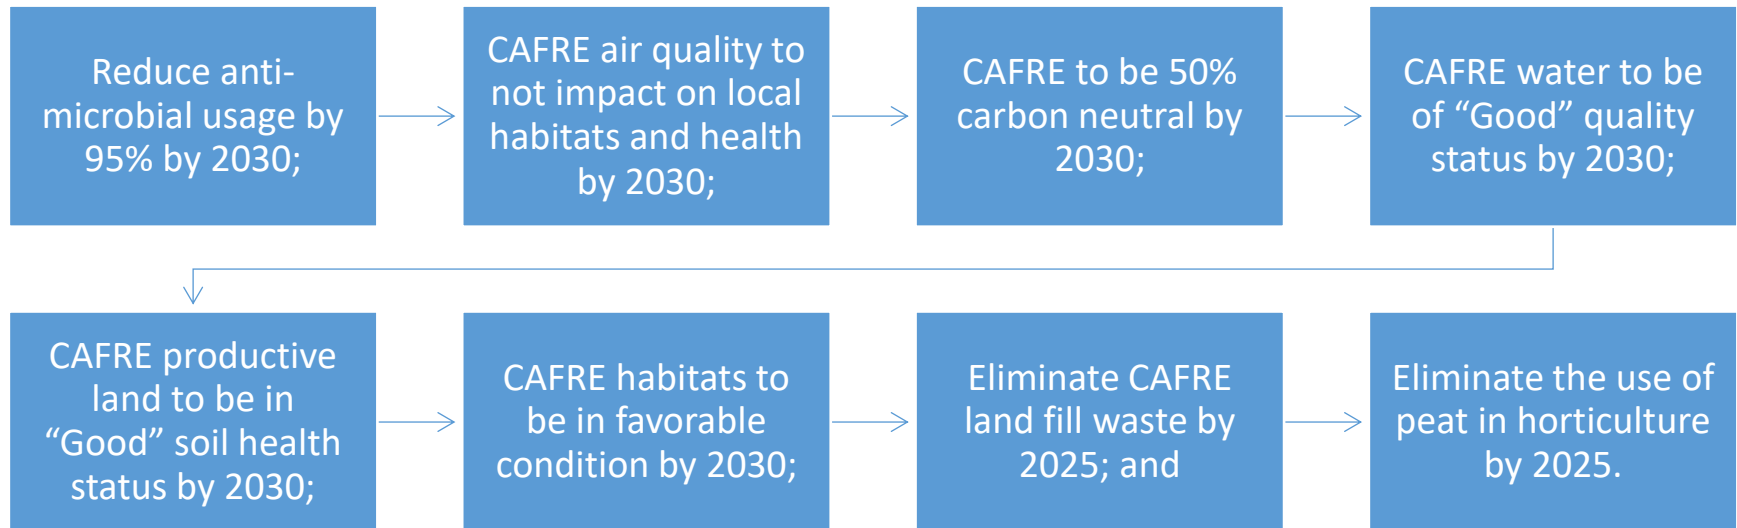 Reduce anti-
microbial usage by
95% by 2030;
CAFRE air quality to
not impact on local
habitats and health
by 2030;
CAFRE to be 50%
carbon neutral by
2030;
CAFRE water to be
of “Good” quality
status by 2030;
CAFRE productive
land to be in
“Good” soil health
status by 2030;
CAFRE habitats to
be in favorable
condition by 2030;
Eliminate CAFRE
land fill waste by
2025; and
Eliminate the use of
peat in horticulture
by 2025.